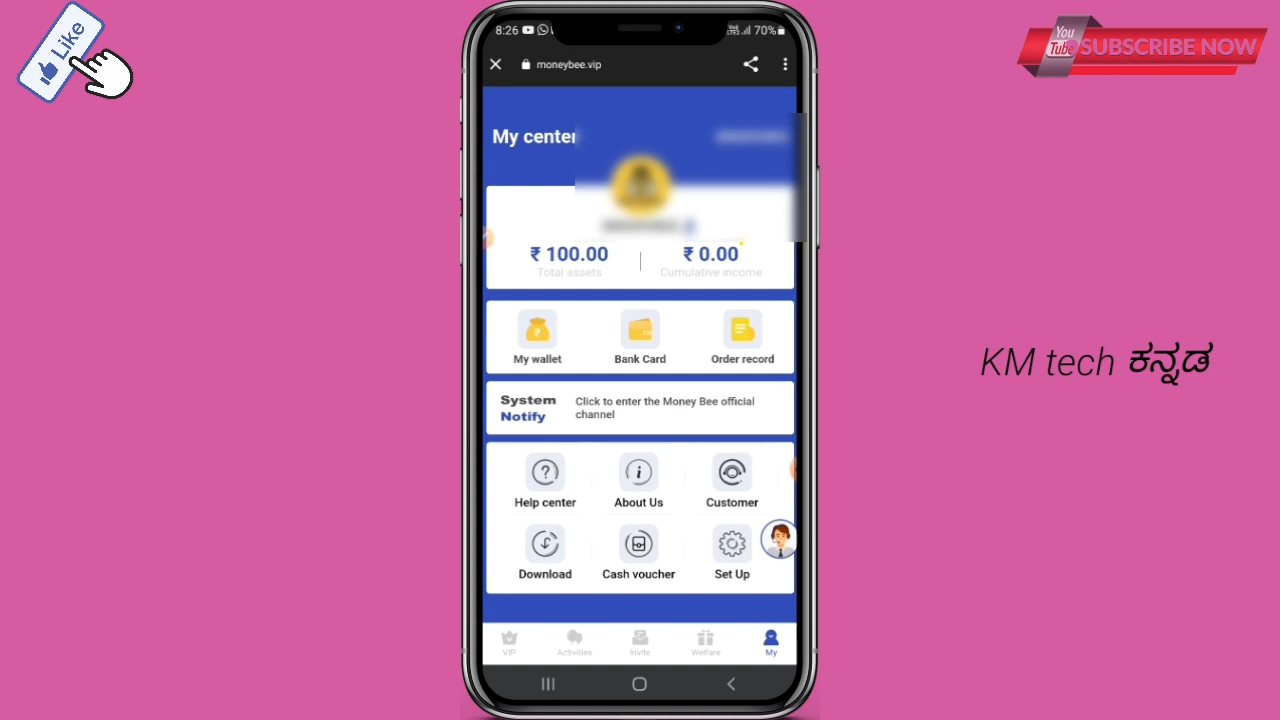 Like
You
Tube
SUBSCRIBE NOW
8:26
70%
moneybee.vip
My center
₹ 100.00
₹ 0.00
Total assets
Cumulative income
My wallet
Bank Card
Order record
System
Notify
Click to enter the Money Bee official
channel
Help center
About Us
Customer
Download
Cash voucher
Set Up
VIP
Activities
Invite
Welfare
My
KM tech ಕನ್ನಡ